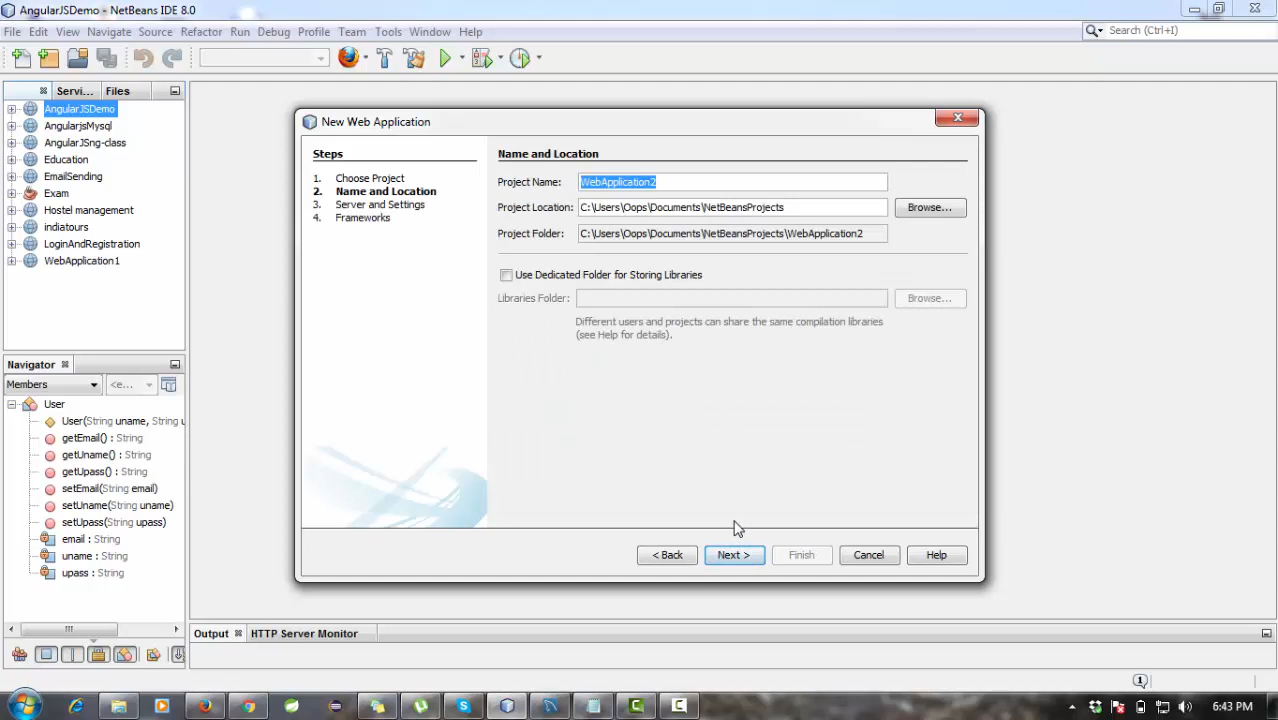 AngularJSDemo - NetBeans IDE 8.0
File Edit View Navigate Source Refactor Run Debug Profile Team Tools Window Help
Search (Ctrl+I)
Servi... Files
AngularJSDemo
AngularjsMysql
AngularJSng-class
Education
EmailSending
Exam
Hostel management
indiatours
LoginAndRegistration
WebApplication1
Navigator
Members
<e...
User
User(String uname, String u
getEmail() : String
getUname() : String
getUpass() : String
setEmail(String email)
setUname(String uname)
setUpass(String upass)
email : String
uname : String
upass : String
New Web Application
Steps
1. Choose Project
2. Name and Location
3. Server and Settings
4. Frameworks
Name and Location
Project Name: WebApplication2
Project Location: C:\Users\Oops\Documents\NetBeansProjects Browse...
Project Folder: C:\Users\Oops\Documents\NetBeansProjects\WebApplication2
Use Dedicated Folder for Storing Libraries
Libraries Folder: Browse...
Different users and projects can share the same compilation libraries
(see Help for details).
< Back Next > Finish Cancel Help
Output HTTP Server Monitor
6:43 PM